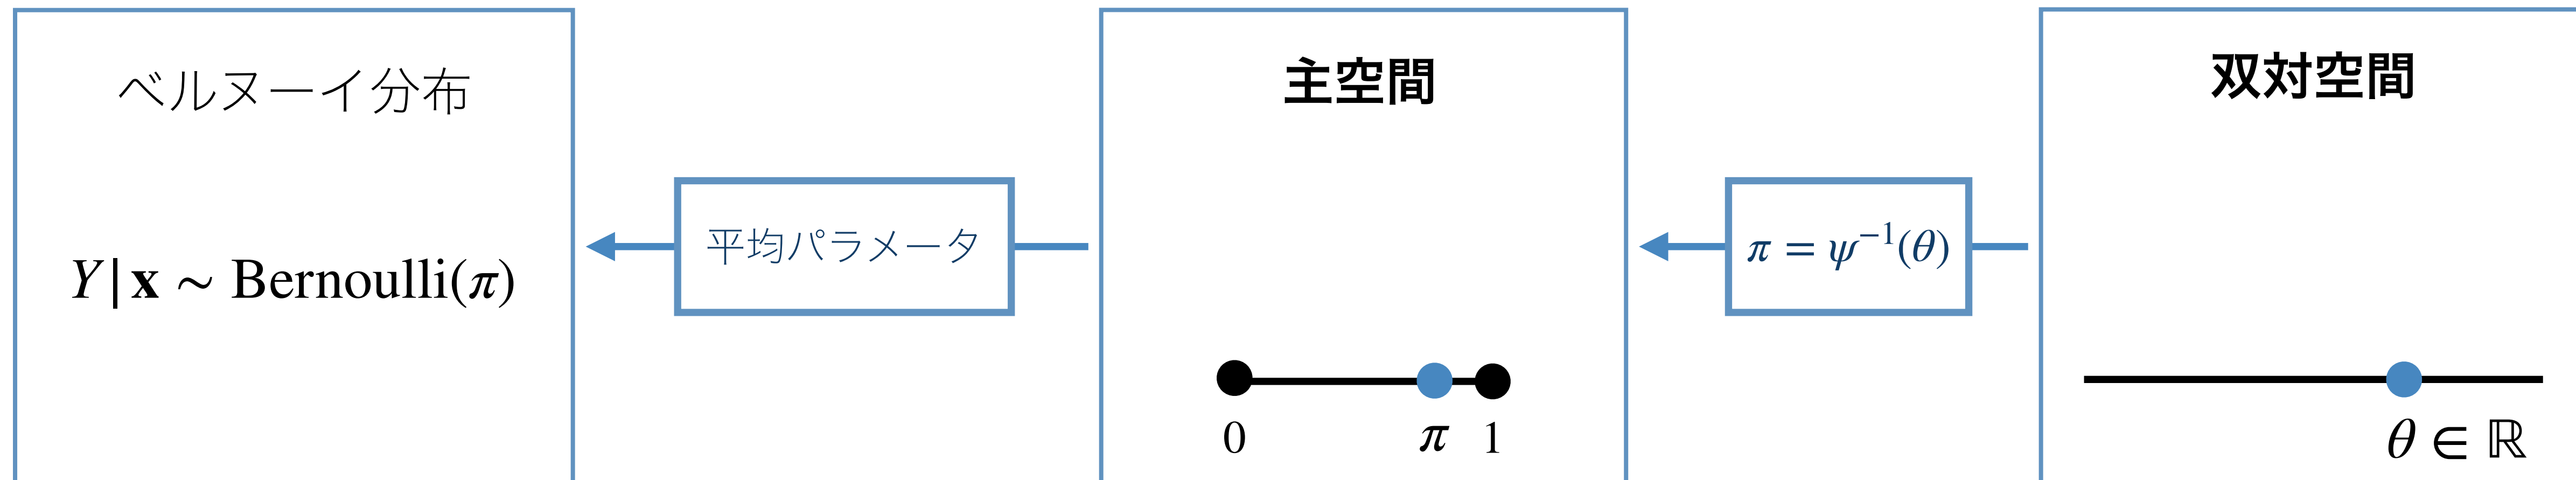 ベルヌーイ分布
Y|x ~ Bernoulli(π)
平均パラメータ
主空間
0 π 1
π = ψ⁻¹(θ)
双対空間
θ ∈ ℝ